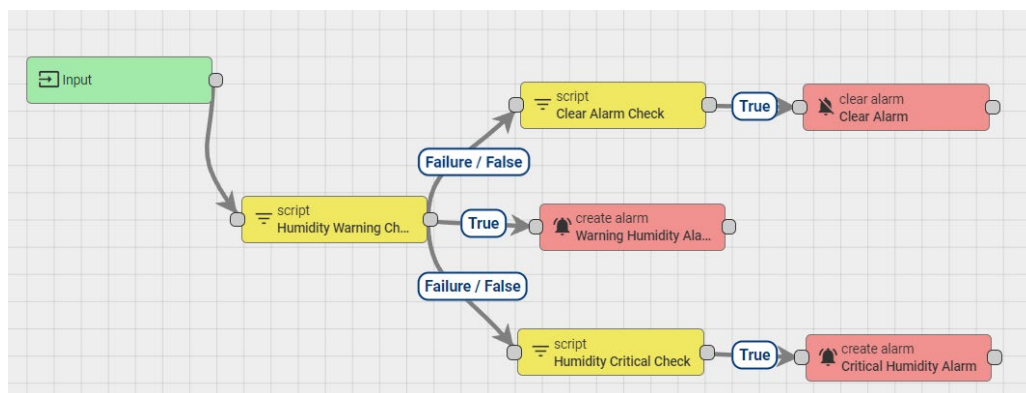 Input
script
Humidity Warning Ch...
Failure / False
script
Clear Alarm Check
True
clear alarm
Clear Alarm
True
create alarm
Warning Humidity Ala...
Failure / False
script
Humidity Critical Check
True
create alarm
Critical Humidity Alarm